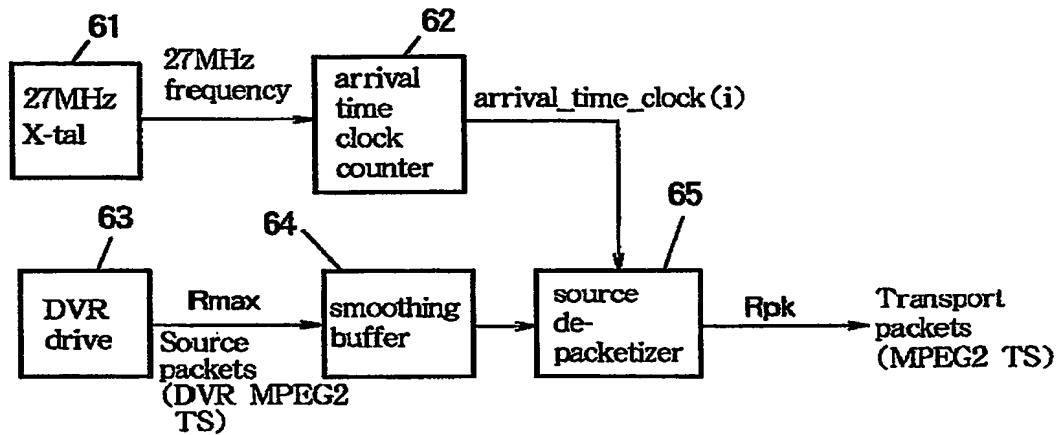 61
27MHz
X-tal
27MHz
frequency
62
arrival
time
clock
counter
arrival_time_clock(i)
63
DVR
drive
Rmax
Source
packets
(DVR MPEG2
TS)
64
smoothing
buffer
65
source
de-
packetizer
Rpk
Transport
packets
(MPEG2 TS)